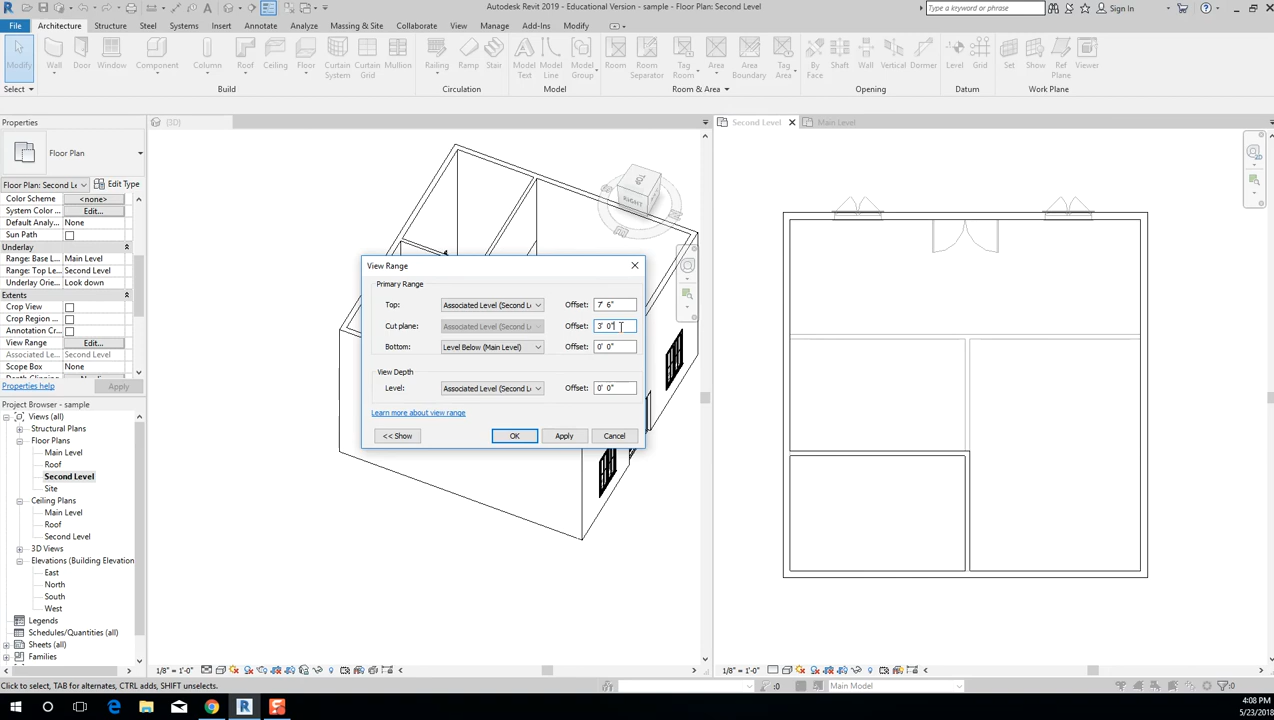 Autodesk Revit 2019 - Educational Version - sample - Floor Plan: Second Level
Type a keyword or phrase
Sign In
File
Architecture
Structure
Steel
Systems
Insert
Annotate
Analyze
Massing & Site
Collaborate
View
Manage
Add-Ins
Modify
Modify
Wall
Door
Window
Component
Column
Roof
Ceiling
Floor
Curtain System
Curtain Grid
Mullion
Railing
Ramp
Stair
Model Text
Model Line
Model Group
Room
Room Separator
Tag Room
Area
Area Boundary
Tag Area
By Face
Shaft
Wall
Vertical
Dormer
Level
Grid
Set
Show
Ref Plane
Viewer
Select
Build
Circulation
Model
Room & Area
Opening
Datum
Work Plane
Properties
{3D}
Second Level
Main Level
Floor Plan
Floor Plan: Second Le
Edit Type
Color Scheme <none>
System Color ... Edit...
Default Analy... None
Sun Path
Underlay
Range: Base L... Main Level
Range: Top Le... Second Level
Underlay Orie... Look down
Extents
Crop View
Crop Region ...
Annotation Cr...
View Range Edit...
Associated Level Second Level
Scope Box None
Properties help
Apply
View Range
Primary Range
Top: Associated Level (Second Le Offset: 7' 6"
Cut plane: Associated Level (Second Le Offset: 3' 0"
Bottom: Level Below (Main Level) Offset: 0' 0"
View Depth
Level: Associated Level (Second Le Offset: 0' 0"
Learn more about view range
<< Show
OK
Apply
Cancel
Project Browser - sample
Views (all)
Structural Plans
Floor Plans
Main Level
Roof
Second Level
Site
Ceiling Plans
Main Level
Roof
Second Level
3D Views
Elevations (Building Elevation
East
North
South
West
Legends
Schedules/Quantities (all)
Sheets (all)
Families
1/8" = 1'-0"
1/8" = 1'-0"
Click to select, TAB for alternates, CTRL adds, SHIFT unselects.
:0
Main Model
:0
4:08 PM
5/23/2018